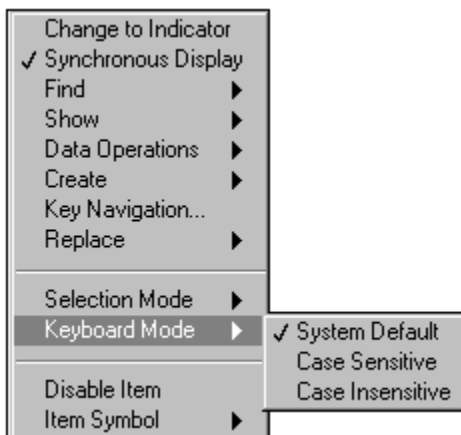 Change to Indicator
✓ Synchronous Display
Find
Show
Data Operations
Create
Key Navigation...
Replace
Selection Mode
Keyboard Mode
✓ System Default
Case Sensitive
Case Insensitive
Disable Item
Item Symbol